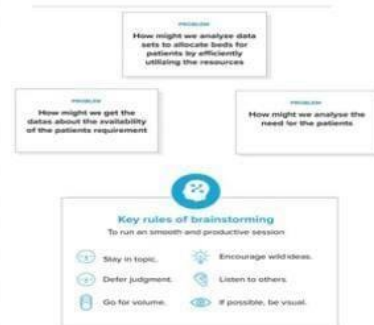 PROBLEM
How might we analyse data
sets to allocate beds for
patients by efficiently
utilizing the resources
PROBLEM
How might we get the
datas about the availability
of the patients requirement
PROBLEM
How might we analyse the
need for the patients
Key rules of brainstorming
To run an smooth and productive session
Stay in topic.
Encourage wild ideas.
Defer judgment.
Listen to others.
Go for volume.
If possible, be visual.